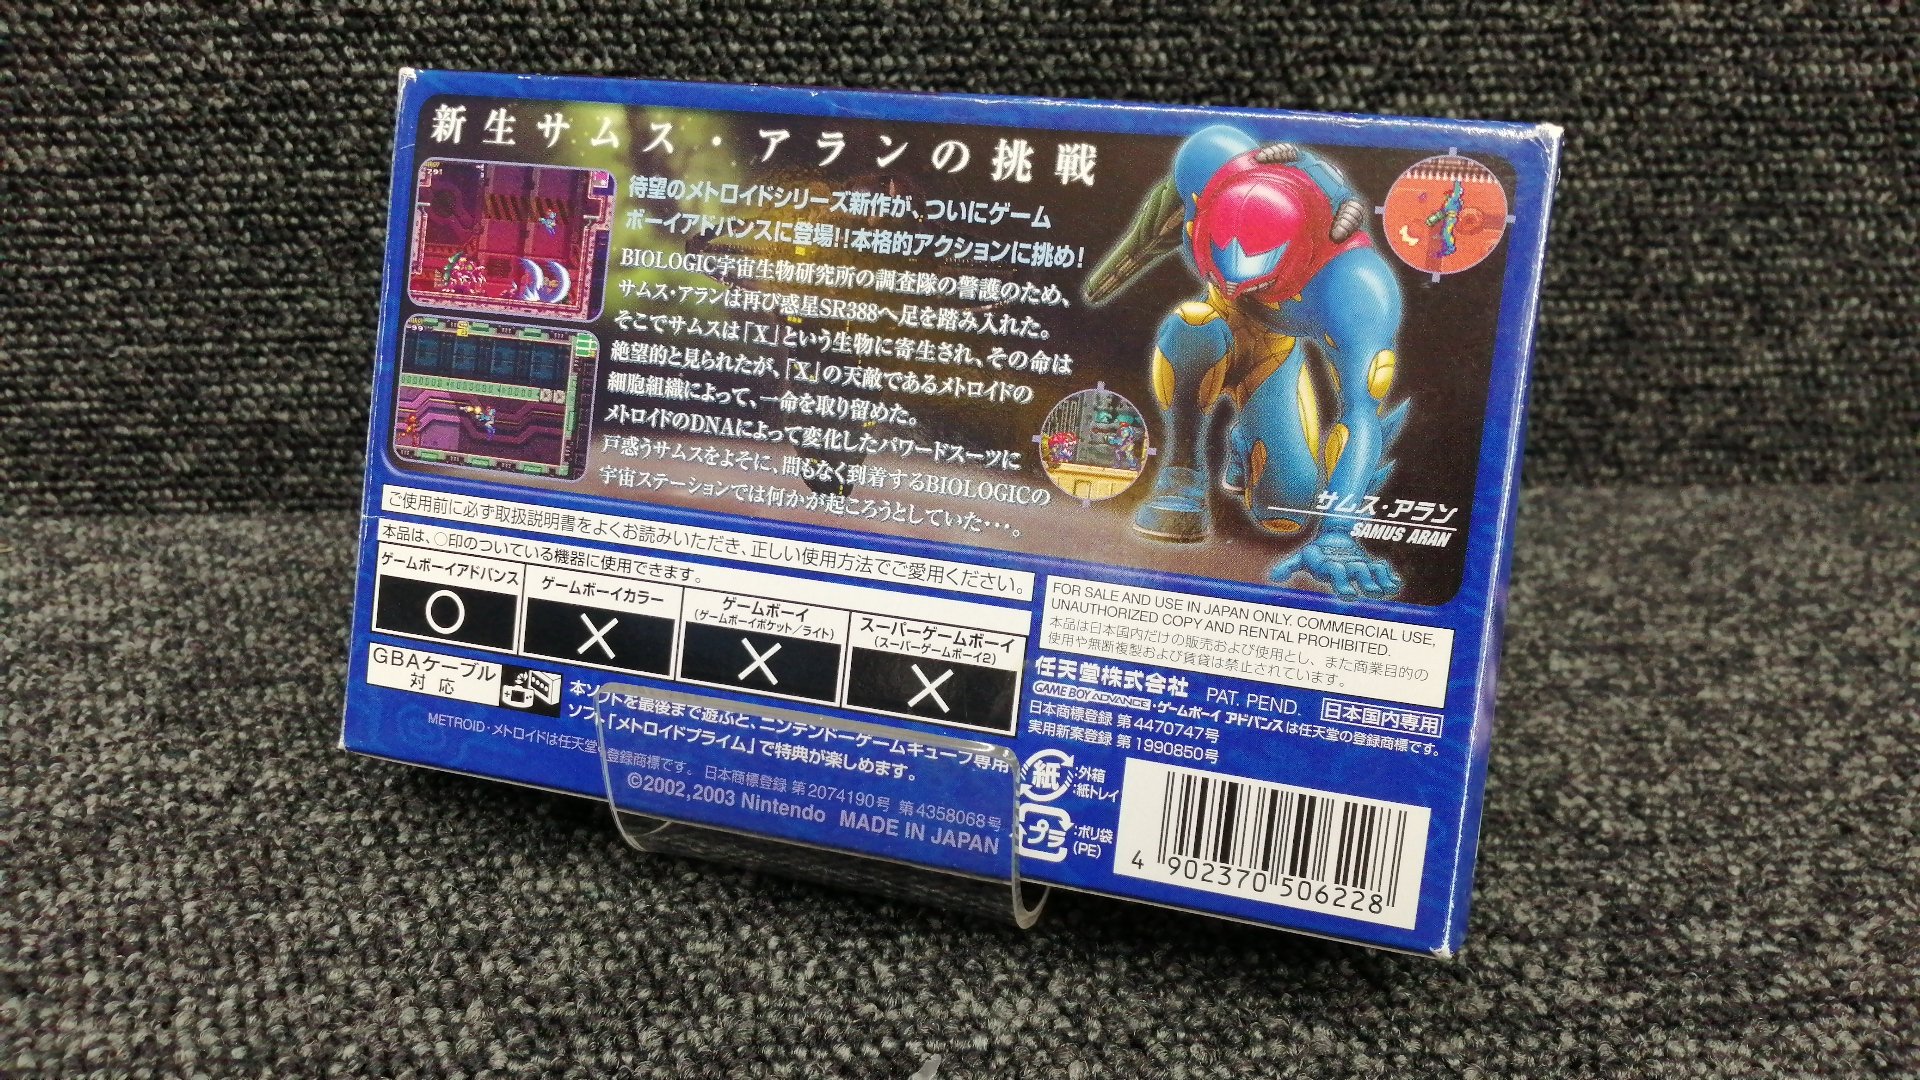 新生サムス・アランの挑戦
待望のメトロイドシリーズ新作が、ついにゲーム
ボーイアドバンスに登場!!本格的アクションに挑め!
BIOLOGIC宇宙生物研究所の調査隊の警護のため、
サムス・アランは再び惑星SR388へ足を踏み入れた。
そこでサムスは「X」という生物に寄生され、その命は
絶望的と見られたが、「X」の天敵であるメトロイドの
細胞組織によって、一命を取り留めた。
メトロイドのDNAによって変化したパワードスーツに
戸惑うサムスをよそに、間もなく到着するBIOLOGICの
宇宙ステーションでは何かが起ころうとしていた・・・。
サムス・アラン
SAMUS ARAN
ご使用前に必ず取扱説明書をよくお読みいただき、正しい使用方法でご愛用ください。
本品は、○印のついている機器に使用できます。
ゲームボーイアドバンス
○
ゲームボーイカラー
×
ゲームボーイ
(ゲームボーイポケット/ライト)
×
スーパーゲームボーイ
(スーパーゲームボーイ2)
×
GBAケーブル
対応
本ソフトを最後まで遊ぶと、ニンテンドーゲームキューブ専用
ソフト「メトロイドプライム」で特典が楽しめます。
METROID・メトロイドは任天堂の登録商標です。 日本商標登録 第2074190号 第4358068号
©2002,2003 Nintendo MADE IN JAPAN
FOR SALE AND USE IN JAPAN ONLY. COMMERCIAL USE,
UNAUTHORIZED COPY AND RENTAL PROHIBITED.
本品は日本国内だけの販売および使用とし、また商業目的の
使用や無断複製および賃貸は禁止されています。
任天堂株式会社 PAT. PEND. 日本国内専用
GAME BOY ADVANCE・ゲームボーイ アドバンスは任天堂の登録商標です。
日本商標登録 第4470747号
実用新案登録 第1990850号
紙 :外箱
:紙トレイ
プラ :ポリ袋
(PE)
4 902370 506228